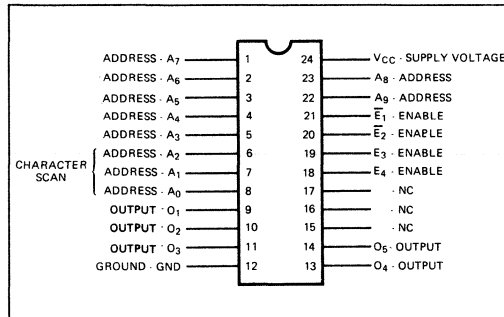 ADDRESS · A7 1 24 VCC · SUPPLY VOLTAGE
ADDRESS · A6 2 23 A8 · ADDRESS
ADDRESS · A5 3 22 A9 · ADDRESS
ADDRESS · A4 4 21 E̅1 · ENABLE
ADDRESS · A3 5 20 E̅2 · ENABLE
CHARACTER SCAN
ADDRESS · A2 6 19 E3 · ENABLE
ADDRESS · A1 7 18 E4 · ENABLE
ADDRESS · A0 8 17 · NC
OUTPUT · O1 9 16 · NC
OUTPUT · O2 10 15 · NC
OUTPUT · O3 11 14 O5 · OUTPUT
GROUND · GND 12 13 O4 · OUTPUT